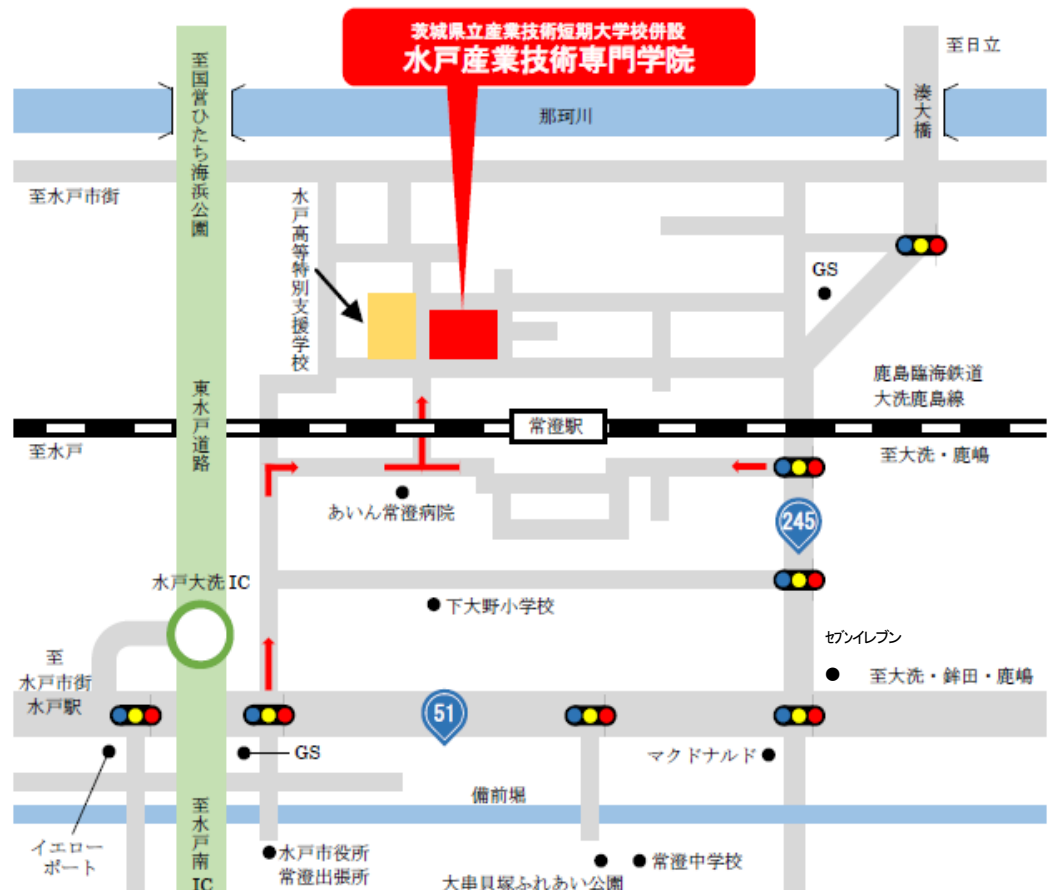 茨城県立産業技術短期大学校併設
水戸産業技術専門学院
至日立
至国営ひたち海浜公園
那珂川
湊大橋
至水戸市街
水戸高等特別支援学校
GS
東水戸道路
鹿島臨海鉄道
大洗鹿島線
常澄駅
至水戸
至大洗・鹿嶋
あいん常澄病院
245
水戸大洗 IC
下大野小学校
セブンイレブン
至
水戸市街
水戸駅
至大洗・鉾田・鹿嶋
51
GS
マクドナルド
備前堀
至水戸南
IC
イエロー
ポート
水戸市役所
常澄出張所
常澄中学校
大串貝塚ふれあい公園